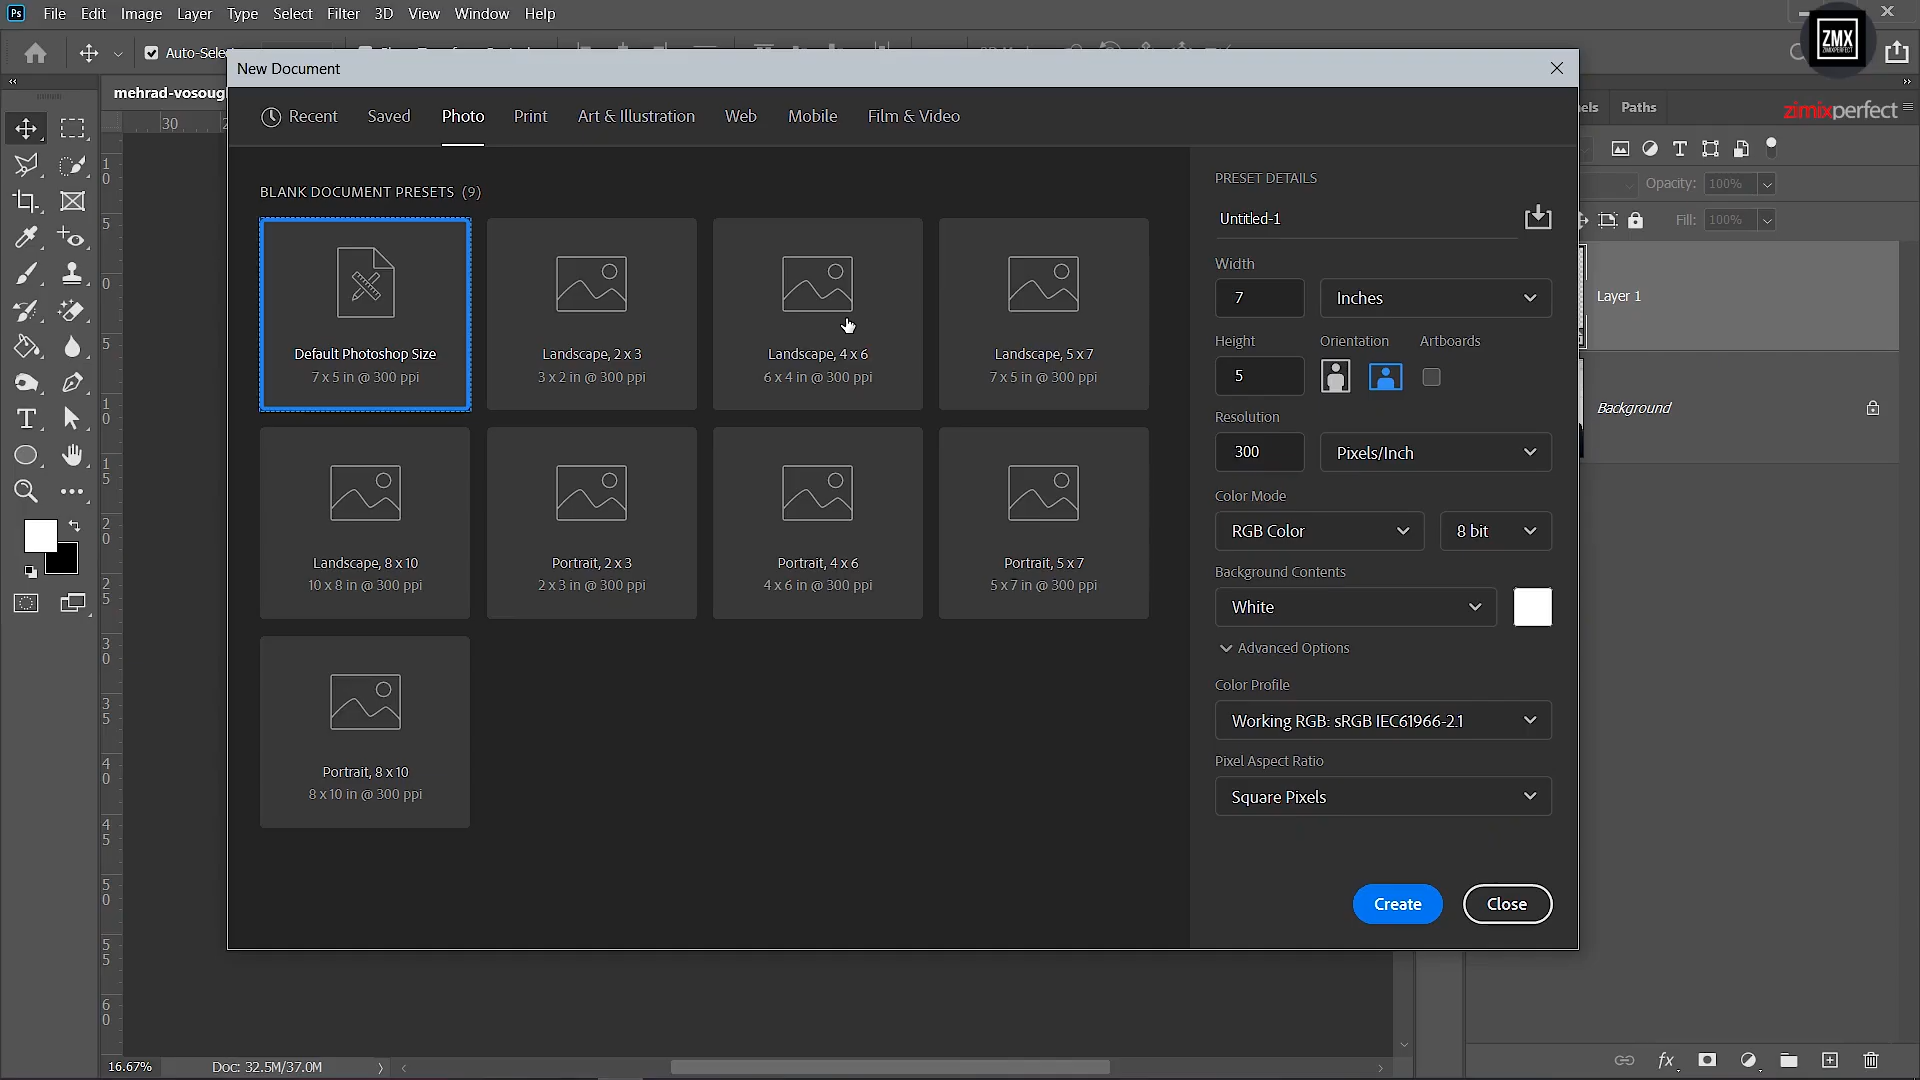 Ps File Edit Image Layer Type Select Filter 3D View Window Help
Auto-Selec
ZMX
ZIMIXPERFECT
New Document
mehrad-vosoug
Recent Saved Photo Print Art & Illustration Web Mobile Film & Video
Paths
zimixperfect
BLANK DOCUMENT PRESETS (9)
Default Photoshop Size
7 x 5 in @ 300 ppi
Landscape, 2 x 3
3 x 2 in @ 300 ppi
Landscape, 4 x 6
6 x 4 in @ 300 ppi
Landscape, 5 x 7
7 x 5 in @ 300 ppi
Landscape, 8 x 10
10 x 8 in @ 300 ppi
Portrait, 2 x 3
2 x 3 in @ 300 ppi
Portrait, 4 x 6
4 x 6 in @ 300 ppi
Portrait, 5 x 7
5 x 7 in @ 300 ppi
Portrait, 8 x 10
8 x 10 in @ 300 ppi
PRESET DETAILS
Untitled-1
Width
7 Inches
Height Orientation Artboards
5
Resolution
300 Pixels/Inch
Color Mode
RGB Color 8 bit
Background Contents
White
Advanced Options
Color Profile
Working RGB: sRGB IEC61966-2.1
Pixel Aspect Ratio
Square Pixels
Create Close
Opacity: 100%
Fill: 100%
Layer 1
Background
fx
16.67% Doc: 32.5M/37.0M